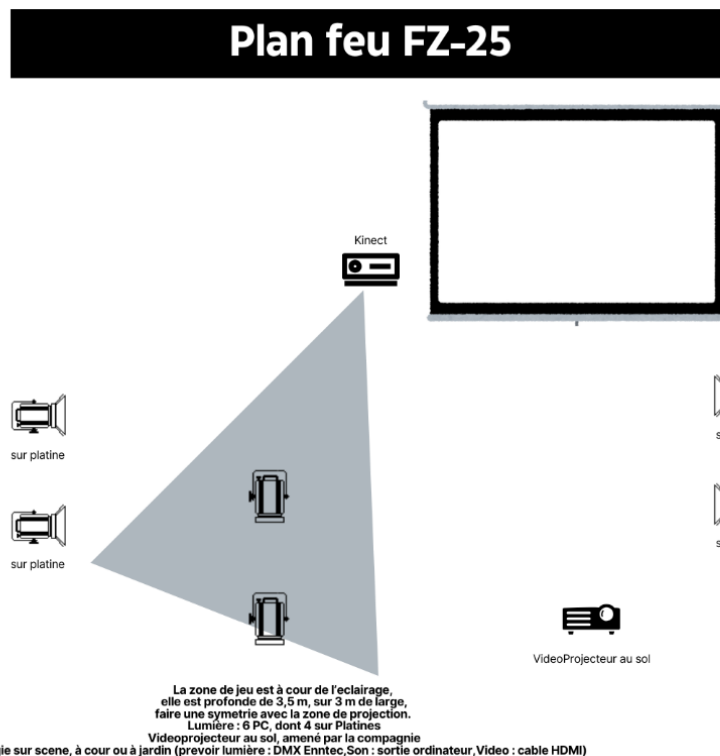 Plan feu FZ-25
Kinect
sur platine
s
sur platine
s
VideoProjecteur au sol
La zone de jeu est à cour de l'eclairage,
elle est profonde de 3,5 m, sur 3 m de large,
faire une symetrie avec la zone de projection.
Lumière : 6 PC, dont 4 sur Platines
Videoprojecteur au sol, amené par la compagnie
gie sur scene, à cour ou à jardin (prevoir lumière : DMX Enntec,Son : sortie ordinateur,Video : cable HDMI)